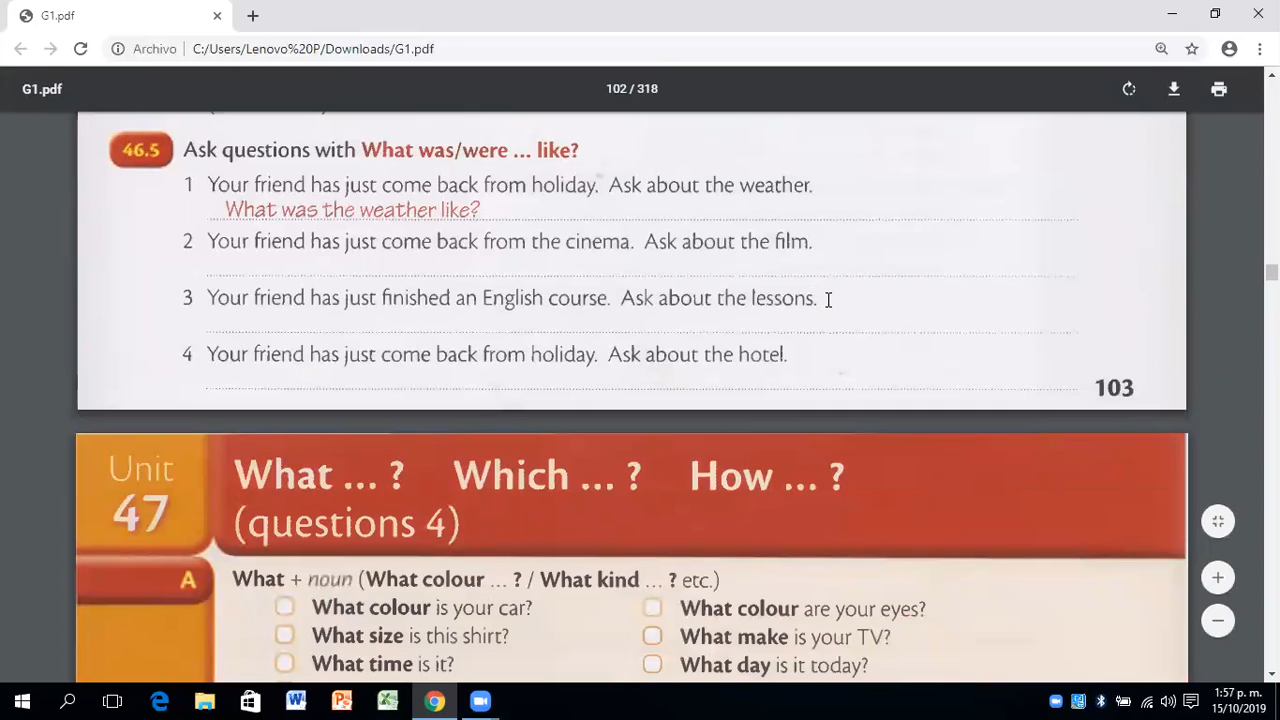 G1.pdf
Archivo C:/Users/Lenovo%20P/Downloads/G1.pdf
G1.pdf 102 / 318
46.5 Ask questions with What was/were ... like?
1 Your friend has just come back from holiday. Ask about the weather.
What was the weather like?
2 Your friend has just come back from the cinema. Ask about the film.
3 Your friend has just finished an English course. Ask about the lessons.
4 Your friend has just come back from holiday. Ask about the hotel.
103
Unit 47
What ... ? Which ... ? How ... ?
(questions 4)
A What + noun (What colour ... ? / What kind ... ? etc.)
What colour is your car? What colour are your eyes?
What size is this shirt? What make is your TV?
What time is it? What day is it today?
1:57 p. m.
15/10/2019